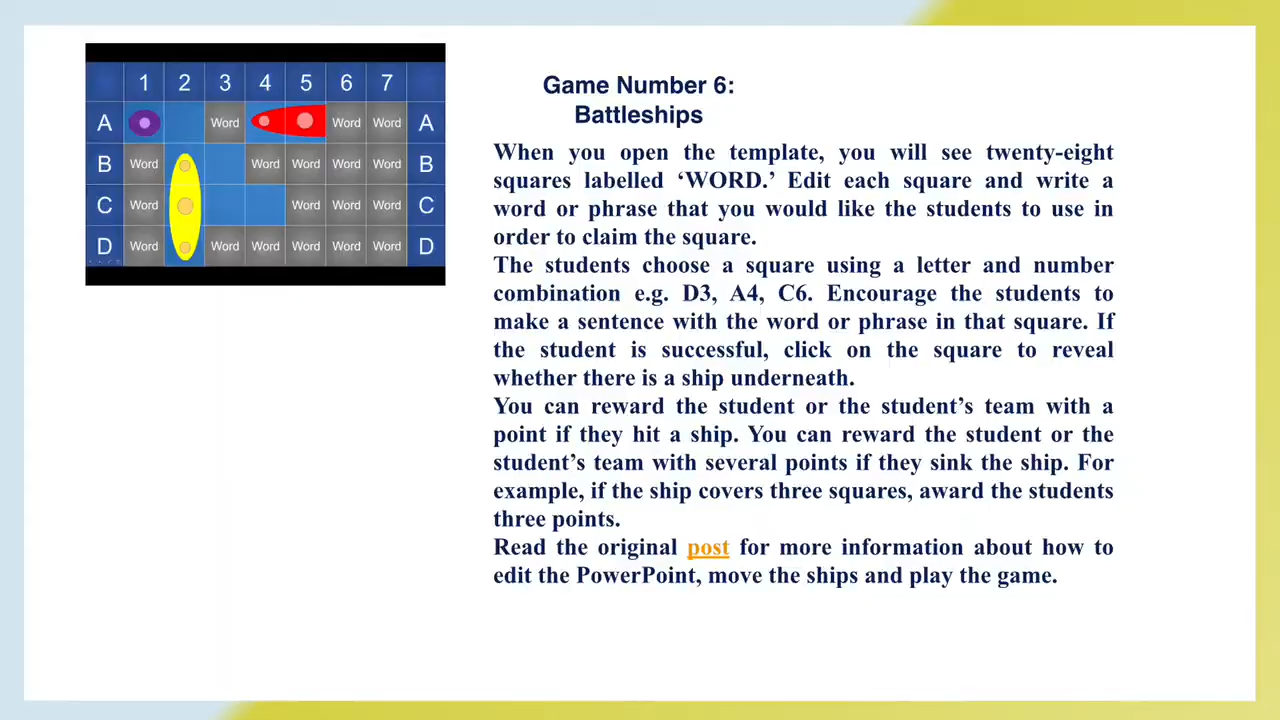 1 2 3 4 5 6 7
A Word Word Word A
B Word Word Word Word Word B
C Word Word Word Word C
D Word Word Word Word Word Word D
Game Number 6:
Battleships
When you open the template, you will see twenty-eight
squares labelled ‘WORD.’ Edit each square and write a
word or phrase that you would like the students to use in
order to claim the square.
The students choose a square using a letter and number
combination e.g. D3, A4, C6. Encourage the students to
make a sentence with the word or phrase in that square. If
the student is successful, click on the square to reveal
whether there is a ship underneath.
You can reward the student or the student’s team with a
point if they hit a ship. You can reward the student or the
student’s team with several points if they sink the ship. For
example, if the ship covers three squares, award the students
three points.
Read the original post for more information about how to
edit the PowerPoint, move the ships and play the game.